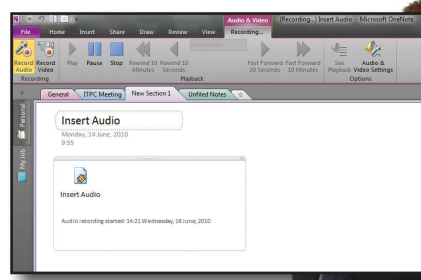 Audio & Video
(Recording...) Insert Audio - Microsoft OneNote
File Home Insert Share Draw Review View Recording...
Record Audio
Record Video
Play Pause Stop
Rewind 10 Minutes
Rewind 10 Seconds
Fast Forward 10 Seconds
Fast Forward 10 Minutes
See Playback
Audio & Video Settings
Recording Playback Options
General ITPC Meeting New Section 1 Unfiled Notes
Personal
My Job
Insert Audio
Monday, 14 June, 2010
9:55
Insert Audio
Audio recording started: 14:21 Wednesday, 16 June, 2010